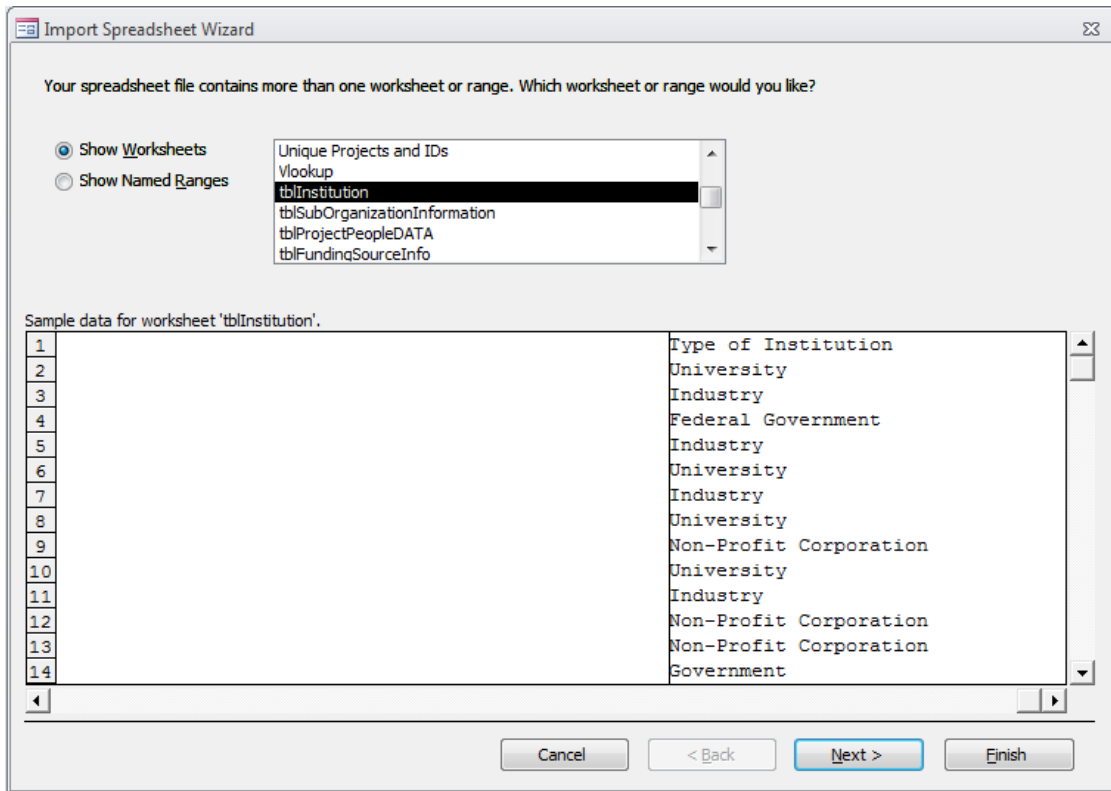 Import Spreadsheet Wizard
Your spreadsheet file contains more than one worksheet or range. Which worksheet or range would you like?
Show Worksheets
Show Named Ranges
Unique Projects and IDs
Vlookup
tblInstitution
tblSubOrganizationInformation
tblProjectPeopleDATA
tblFundingSourceInfo
Sample data for worksheet 'tblInstitution'.
1 Type of Institution
2 University
3 Industry
4 Federal Government
5 Industry
6 University
7 Industry
8 University
9 Non-Profit Corporation
10 University
11 Industry
12 Non-Profit Corporation
13 Non-Profit Corporation
14 Government
Cancel < Back Next > Finish